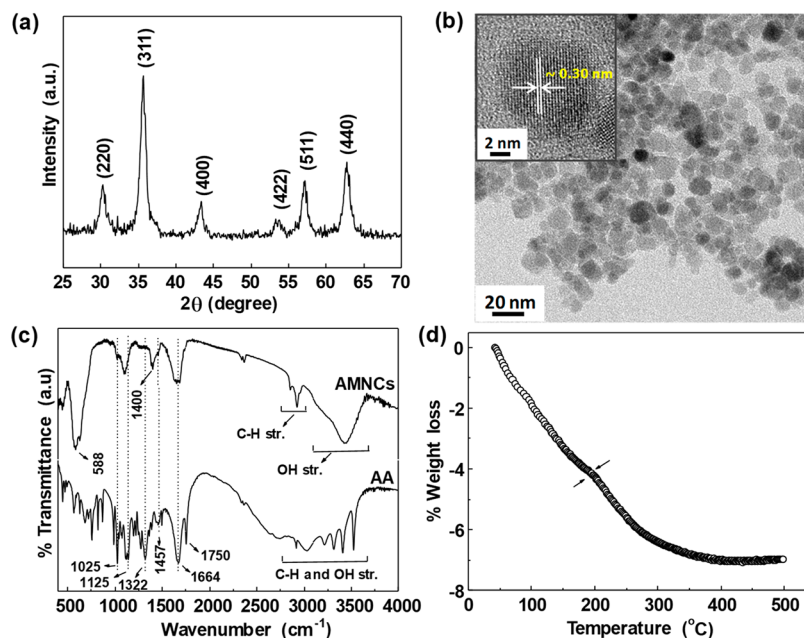 (a)
Intensity (a.u.)
(220)
(311)
(400)
(422)
(511)
(440)
25 30 35 40 45 50 55 60 65 70
2θ (degree)
(b)
~ 0.30 nm
2 nm
20 nm
(c)
% Transmittance (a.u)
AMNCs
1400
C-H str.
OH str.
588
AA
1025
1125
1322
1457
1664
1750
C-H and OH str.
500 1000 1500 2000 2500 3000 3500 4000
Wavenumber (cm⁻¹)
(d)
% Weight loss
0
-2
-4
-6
-8
0 100 200 300 400 500
Temperature (°C)